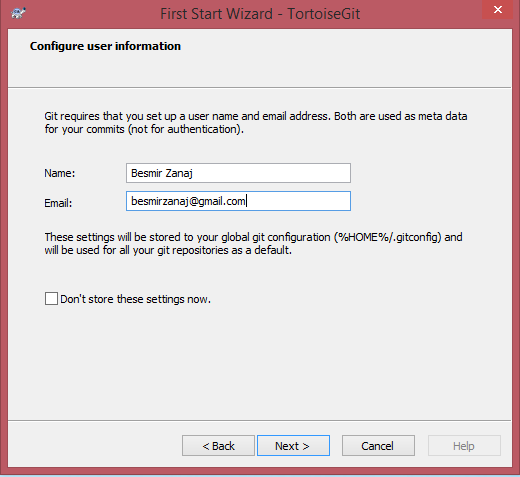 First Start Wizard - TortoiseGit
Configure user information
Git requires that you set up a user name and email address. Both are used as meta data
for your commits (not for authentication).
Name: Besmir Zanaj
Email: besmirzanaj@gmail.com
These settings will be stored to your global git configuration (%HOME%/.gitconfig) and
will be used for all your git repositories as a default.
Don't store these settings now.
< Back Next > Cancel Help